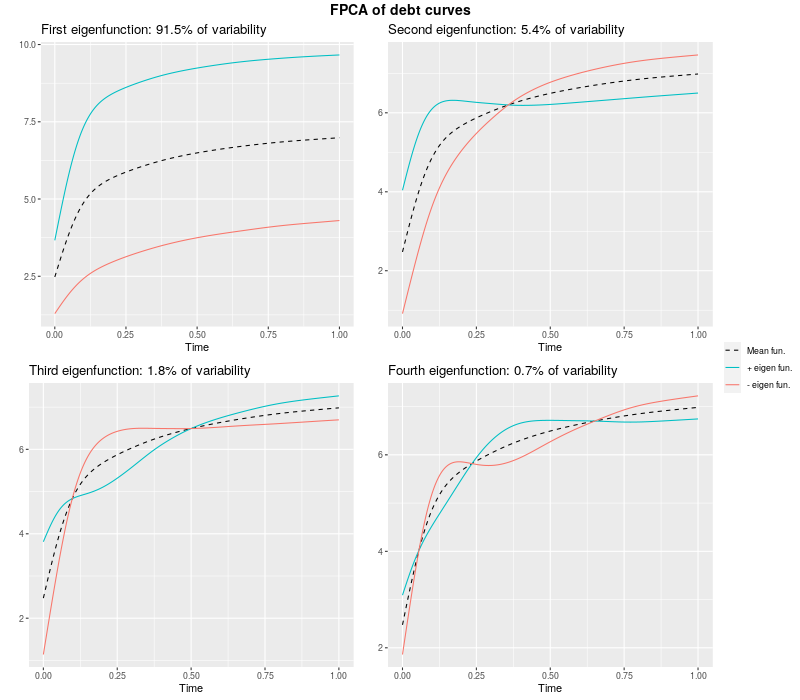 FPCA of debt curves
First eigenfunction: 91.5% of variability
10.0
7.5
5.0
2.5
0.00 0.25 0.50 0.75 1.00
Time
Second eigenfunction: 5.4% of variability
6
4
2
0.00 0.25 0.50 0.75 1.00
Time
Third eigenfunction: 1.8% of variability
6
4
2
0.00 0.25 0.50 0.75 1.00
Time
Fourth eigenfunction: 0.7% of variability
6
4
2
0.00 0.25 0.50 0.75 1.00
Time
Mean fun.
+ eigen fun.
- eigen fun.